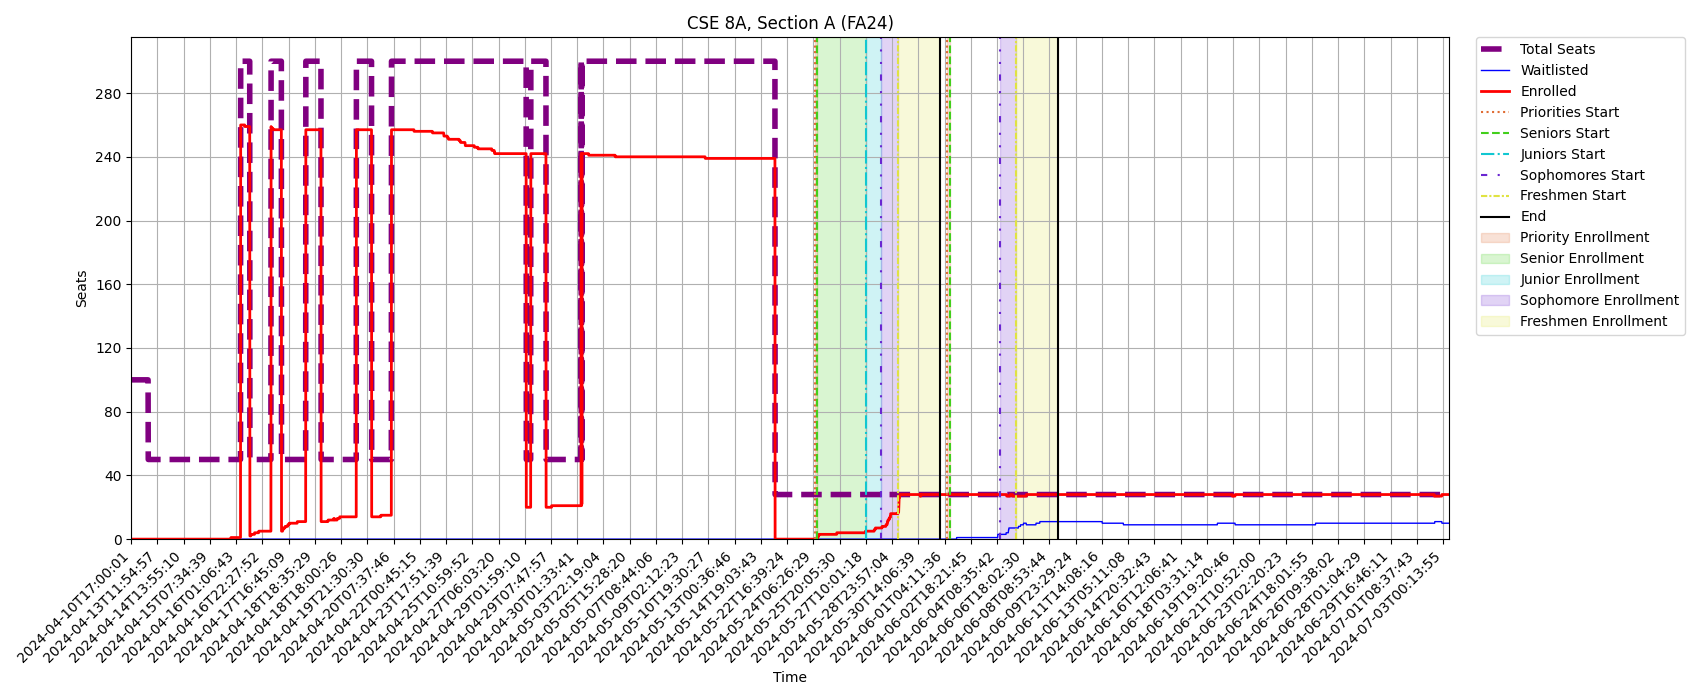 CSE 8A, Section A (FA24)
Seats
280
240
200
160
120
80
40
0
2024-04-10T17:00:01
2024-04-13T11:54:57
2024-04-14T13:55:10
2024-04-15T07:34:39
2024-04-16T01:06:43
2024-04-16T22:27:52
2024-04-17T16:45:09
2024-04-18T18:35:29
2024-04-18T18:00:26
2024-04-19T21:30:30
2024-04-20T07:37:46
2024-04-22T00:45:15
2024-04-23T17:51:39
2024-04-25T10:59:52
2024-04-27T06:03:20
2024-04-29T01:59:10
2024-04-29T07:47:57
2024-04-30T01:33:41
2024-05-03T22:19:04
2024-05-05T15:28:20
2024-05-07T08:44:06
2024-05-09T02:12:23
2024-05-10T19:30:27
2024-05-13T00:36:46
2024-05-14T19:03:43
2024-05-22T16:39:24
2024-05-24T06:26:29
2024-05-25T20:05:30
2024-05-27T10:01:18
2024-05-28T23:57:04
2024-05-30T14:06:35
2024-06-01T04:11:36
2024-06-02T18:21:45
2024-06-04T08:35:42
2024-06-06T18:02:30
2024-06-08T08:53:44
2024-06-09T23:29:24
2024-06-11T14:08:16
2024-06-13T05:11:08
2024-06-14T20:32:43
2024-06-16T12:06:41
2024-06-18T03:31:14
2024-06-19T19:20:46
2024-06-21T10:52:00
2024-06-23T02:20:23
2024-06-24T18:01:55
2024-06-26T09:38:02
2024-06-28T01:04:29
2024-06-29T16:46:11
2024-07-01T08:37:43
2024-07-03T00:13:55
Time
Total Seats
Waitlisted
Enrolled
Priorities Start
Seniors Start
Juniors Start
Sophomores Start
Freshmen Start
End
Priority Enrollment
Senior Enrollment
Junior Enrollment
Sophomore Enrollment
Freshmen Enrollment